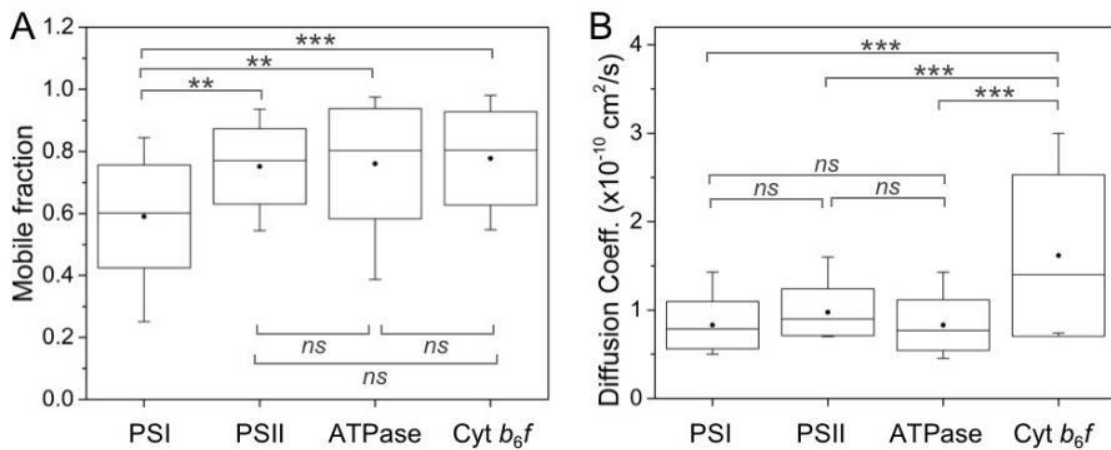 A
Mobile fraction
1.2
1.0
0.8
0.6
0.4
0.2
0.0
***
**
**
ns
ns
ns
PSI
PSII
ATPase
Cyt b₆f
B
Diffusion Coeff. (x10⁻¹⁰ cm²/s)
4
3
2
1
0
***
***
***
ns
ns
ns
PSI
PSII
ATPase
Cyt b₆f